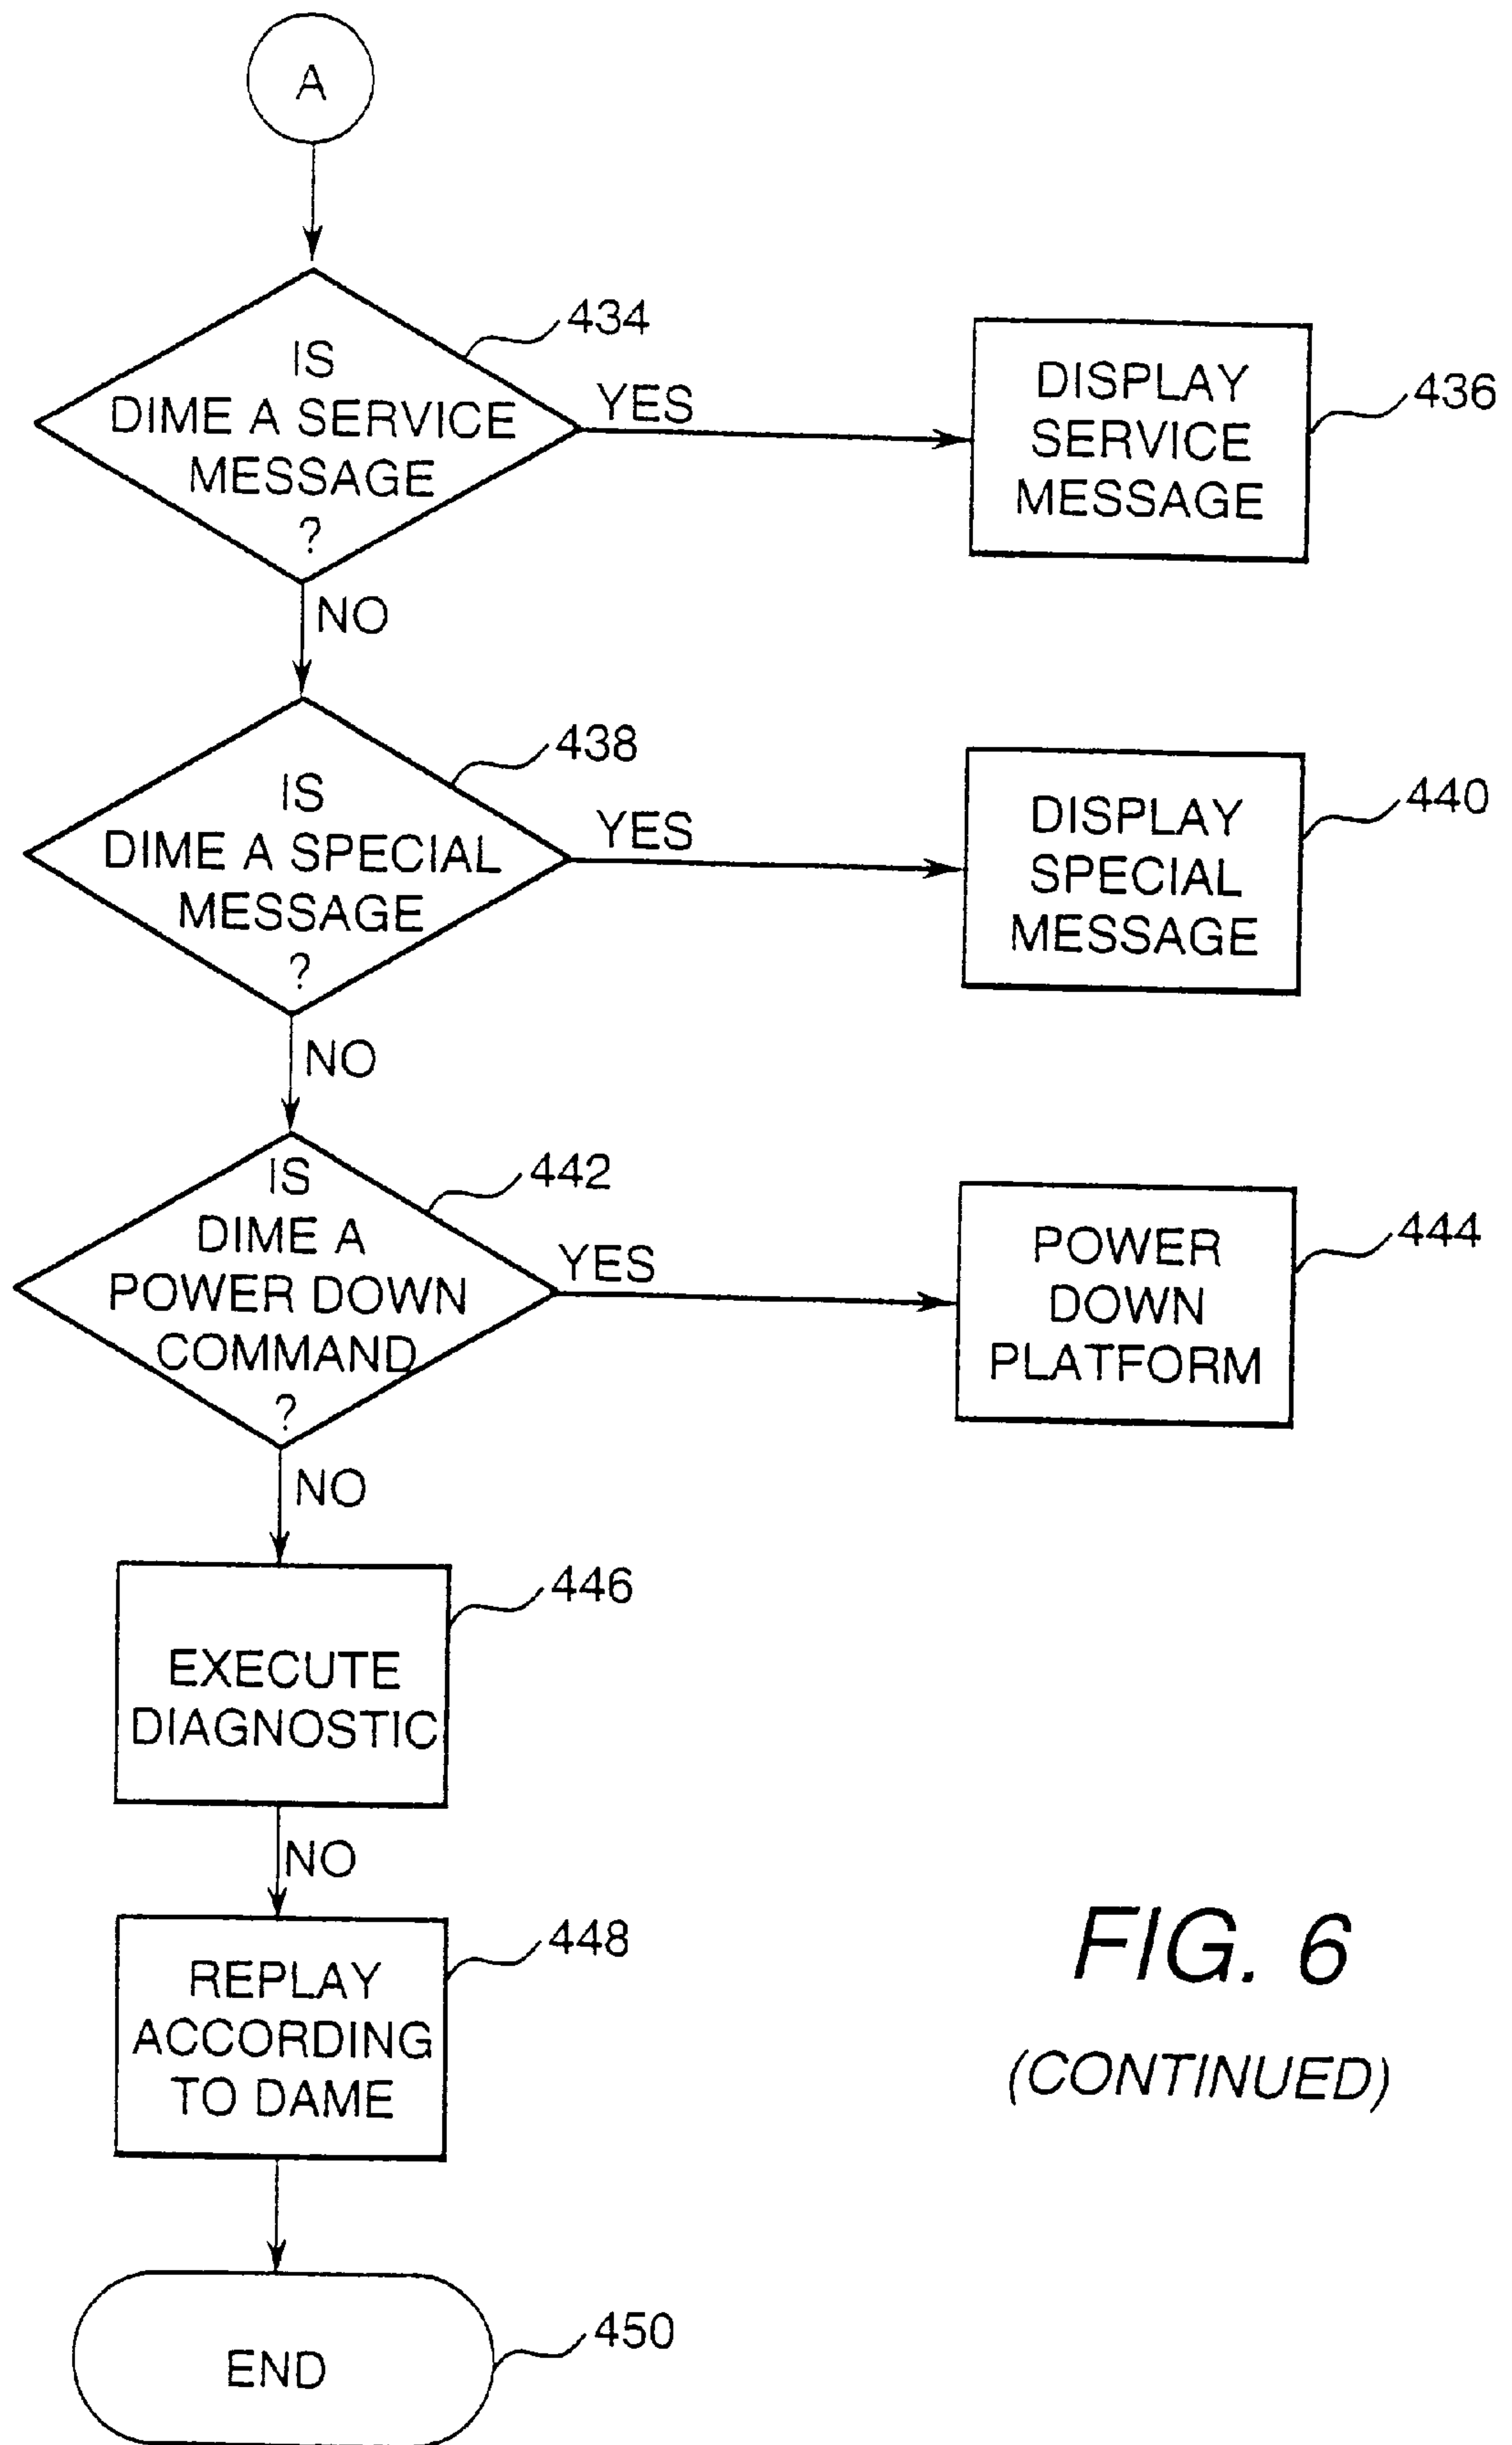 A
434
IS
DIME A SERVICE
MESSAGE
?
YES
DISPLAY
SERVICE
MESSAGE
436
NO
438
IS
DIME A SPECIAL
MESSAGE
?
YES
DISPLAY
SPECIAL
MESSAGE
440
NO
442
IS
DIME A
POWER DOWN
COMMAND
?
YES
POWER
DOWN
PLATFORM
444
NO
446
EXECUTE
DIAGNOSTIC
NO
448
REPLAY
ACCORDING
TO DAME
450
END
FIG. 6
(CONTINUED)